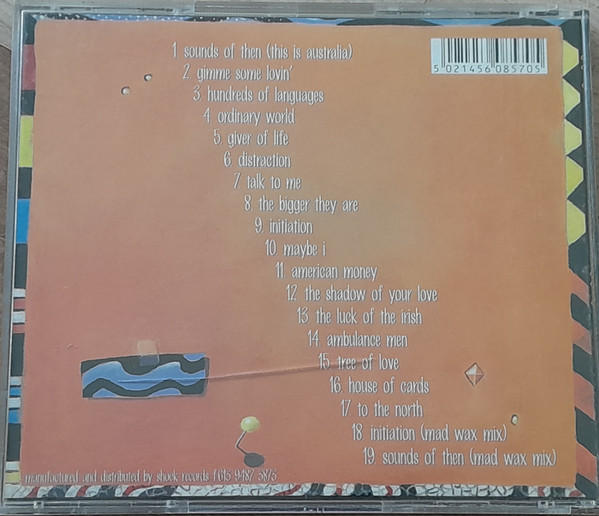 1 sounds of then (this is australia)
2. gimme some lovin'
3. hundreds of languages
4. ordinary world
5. giver of life
6. distraction
7. talk to me
8. the bigger they are
9. initiation
10. maybe i
11. american money
12. the shadow of your love
13. the luck of the irish
14. ambulance men
15. tree of love
16. house of cards
17. to the north
18. initiation (mad wax mix)
19. sounds of then (mad wax mix)
5 021456 085705
manufactured and distributed by shock records f 615 9487 5873